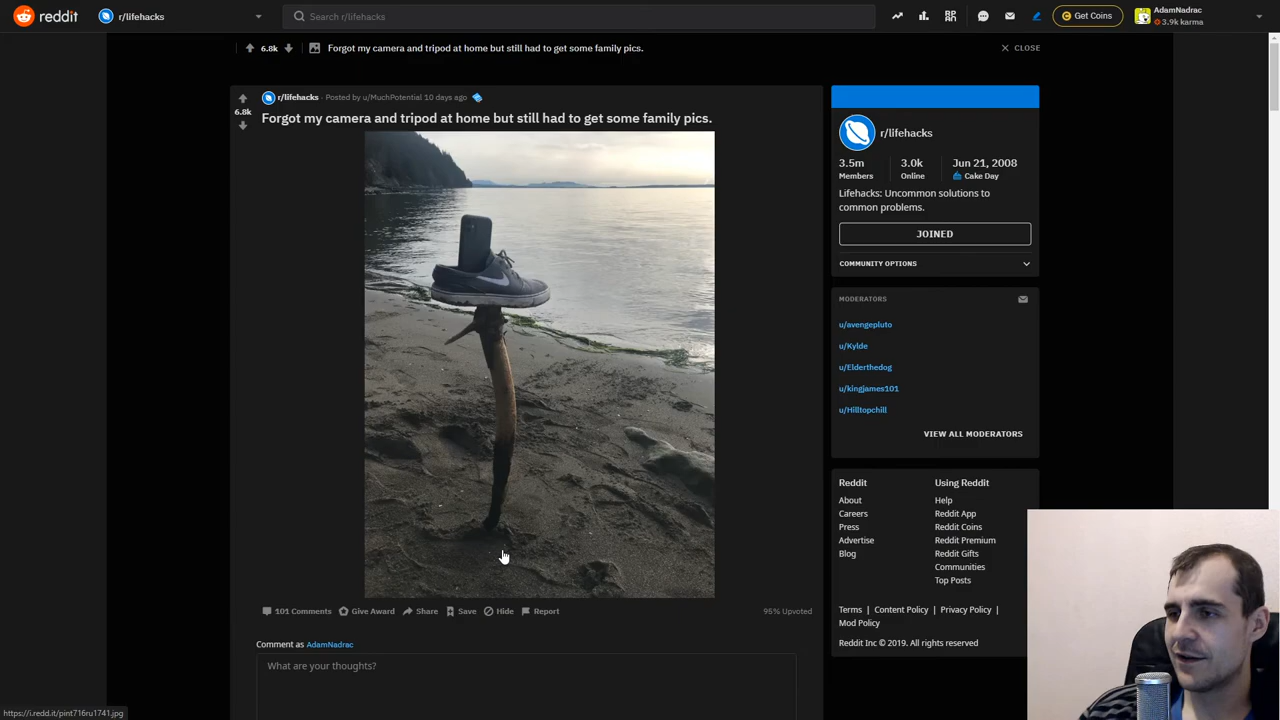 reddit
r/lifehacks
Search r/lifehacks
Get Coins
AdamNadrac
3.9k karma
6.8k
Forgot my camera and tripod at home but still had to get some family pics.
CLOSE
6.8k
r/lifehacks · Posted by u/MuchPotential 10 days ago
Forgot my camera and tripod at home but still had to get some family pics.
101 Comments
Give Award
Share
Save
Hide
Report
95% Upvoted
Comment as AdamNadrac
What are your thoughts?
r/lifehacks
3.5m
Members
3.0k
Online
Jun 21, 2008
Cake Day
Lifehacks: Uncommon solutions to
common problems.
JOINED
COMMUNITY OPTIONS
MODERATORS
u/avengepluto
u/Kylde
u/Elderthedog
u/kingjames101
u/Hilltopchill
VIEW ALL MODERATORS
Reddit
About
Careers
Press
Advertise
Blog
Using Reddit
Help
Reddit App
Reddit Coins
Reddit Premium
Reddit Gifts
Communities
Top Posts
Terms | Content Policy | Privacy Policy |
Mod Policy
Reddit Inc © 2019. All rights reserved
https://i.redd.it/pint716ru1741.jpg